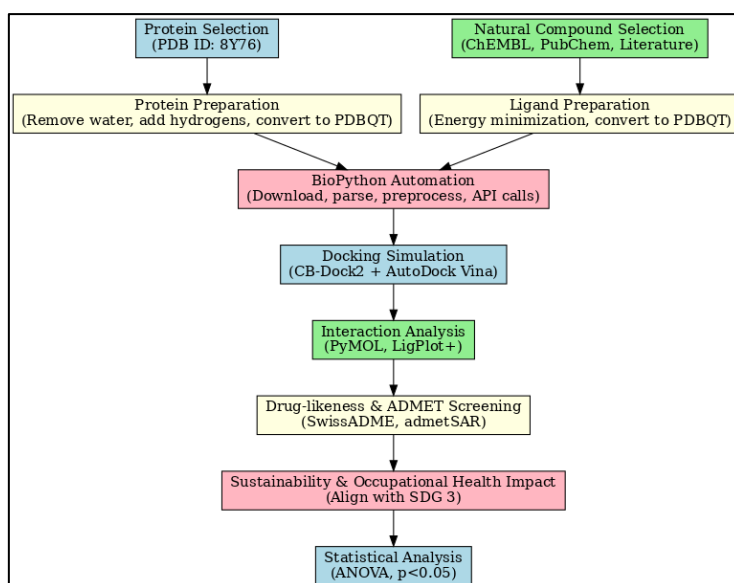 Protein Selection
(PDB ID: 8Y76)
Natural Compound Selection
(ChEMBL, PubChem, Literature)
Protein Preparation
(Remove water, add hydrogens, convert to PDBQT)
Ligand Preparation
(Energy minimization, convert to PDBQT)
BioPython Automation
(Download, parse, preprocess, API calls)
Docking Simulation
(CB-Dock2 + AutoDock Vina)
Interaction Analysis
(PyMOL, LigPlot+)
Drug-likeness & ADMET Screening
(SwissADME, admetSAR)
Sustainability & Occupational Health Impact
(Align with SDG 3)
Statistical Analysis
(ANOVA, p<0.05)